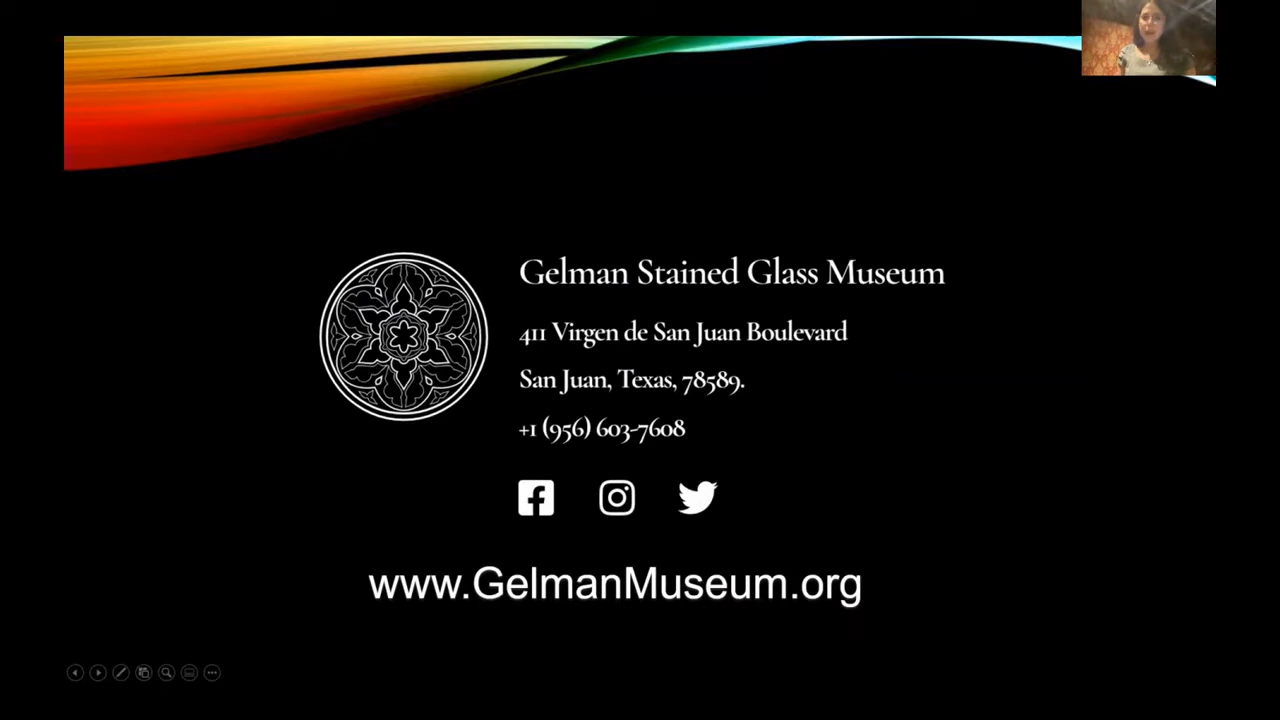 Gelman Stained Glass Museum
411 Virgen de San Juan Boulevard
San Juan, Texas, 78589.
+1 (956) 603-7608
www.GelmanMuseum.org